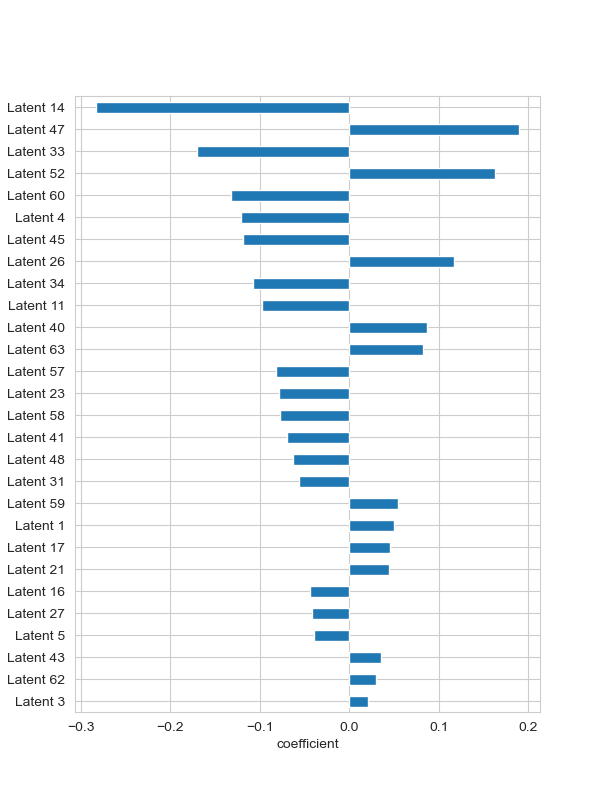 Latent 14
Latent 47
Latent 33
Latent 52
Latent 60
Latent 4
Latent 45
Latent 26
Latent 34
Latent 11
Latent 40
Latent 63
Latent 57
Latent 23
Latent 58
Latent 41
Latent 48
Latent 31
Latent 59
Latent 1
Latent 17
Latent 21
Latent 16
Latent 27
Latent 5
Latent 43
Latent 62
Latent 3
−0.3 −0.2 −0.1 0.0 0.1 0.2
coefficient